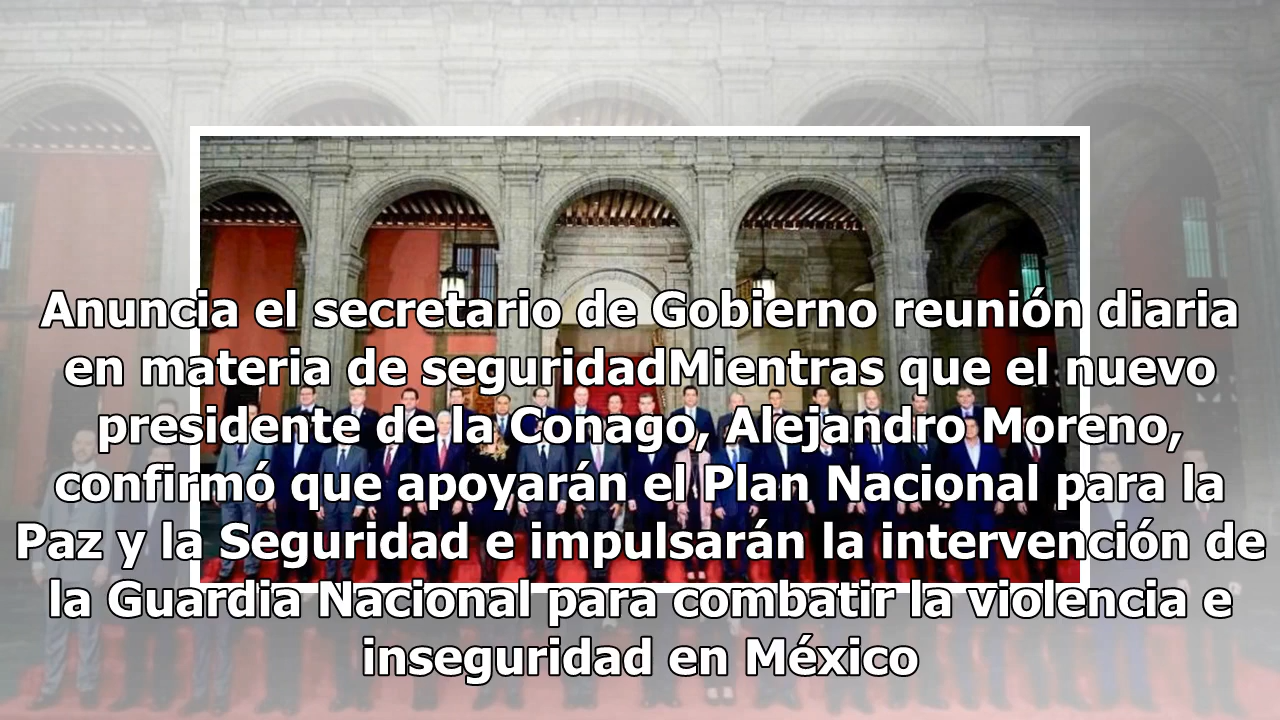 Anuncia el secretario de Gobierno reunión diaria
en materia de seguridadMientras que el nuevo
presidente de la Conago, Alejandro Moreno,
confirmó que apoyarán el Plan Nacional para la
Paz y la Seguridad e impulsarán la intervención de
la Guardia Nacional para combatir la violencia e
inseguridad en México